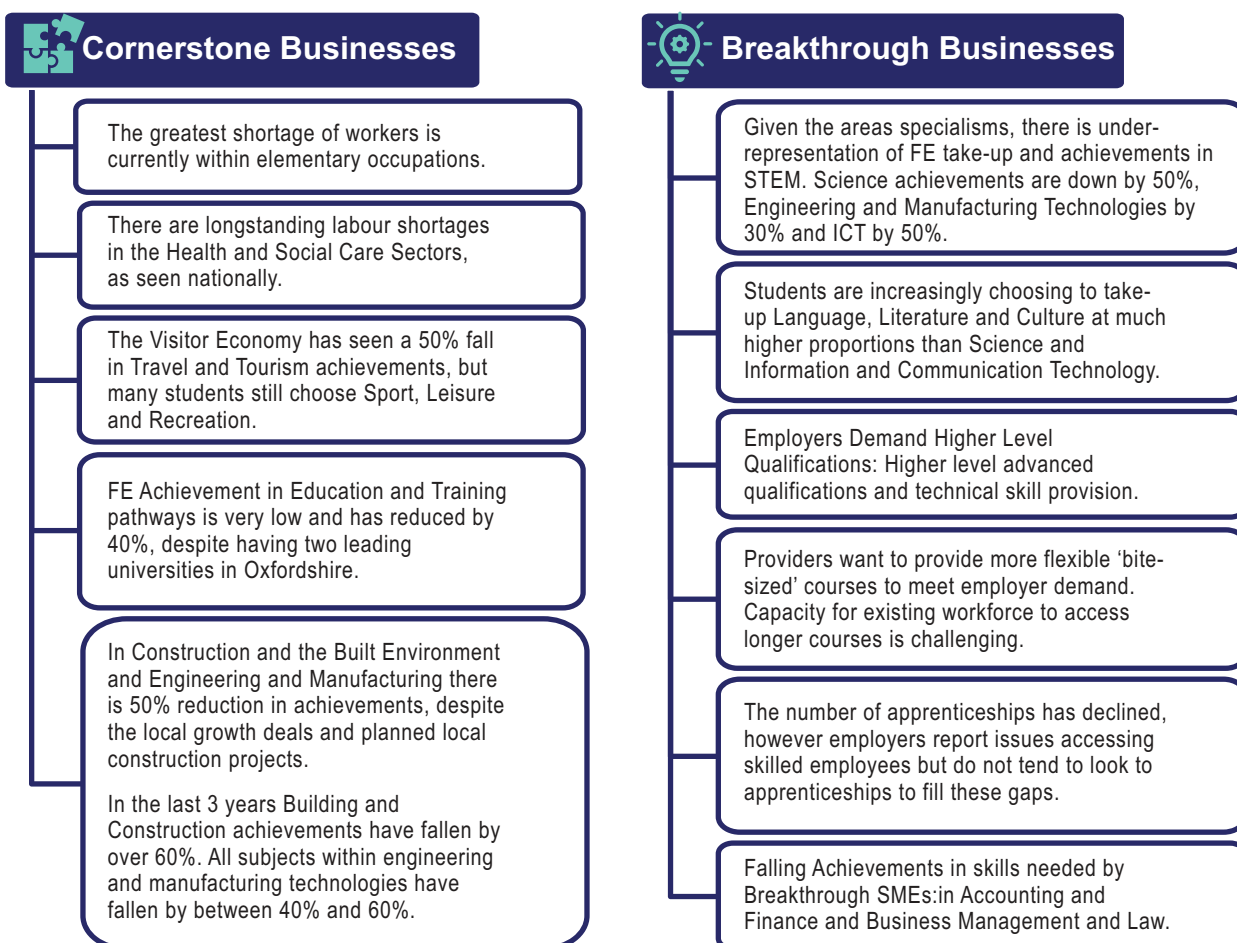 Cornerstone Businesses
The greatest shortage of workers is
currently within elementary occupations.
There are longstanding labour shortages
in the Health and Social Care Sectors,
as seen nationally.
The Visitor Economy has seen a 50% fall
in Travel and Tourism achievements, but
many students still choose Sport, Leisure
and Recreation.
FE Achievement in Education and Training
pathways is very low and has reduced by
40%, despite having two leading
universities in Oxfordshire.
In Construction and the Built Environment
and Engineering and Manufacturing there
is 50% reduction in achievements, despite
the local growth deals and planned local
construction projects.
In the last 3 years Building and
Construction achievements have fallen by
over 60%. All subjects within engineering
and manufacturing technologies have
fallen by between 40% and 60%.
Breakthrough Businesses
Given the areas specialisms, there is under-
representation of FE take-up and achievements in
STEM. Science achievements are down by 50%,
Engineering and Manufacturing Technologies by
30% and ICT by 50%.
Students are increasingly choosing to take-
up Language, Literature and Culture at much
higher proportions than Science and
Information and Communication Technology.
Employers Demand Higher Level
Qualifications: Higher level advanced
qualifications and technical skill provision.
Providers want to provide more flexible ‘bite-
sized’ courses to meet employer demand.
Capacity for existing workforce to access
longer courses is challenging.
The number of apprenticeships has declined,
however employers report issues accessing
skilled employees but do not tend to look to
apprenticeships to fill these gaps.
Falling Achievements in skills needed by
Breakthrough SMEs:in Accounting and
Finance and Business Management and Law.